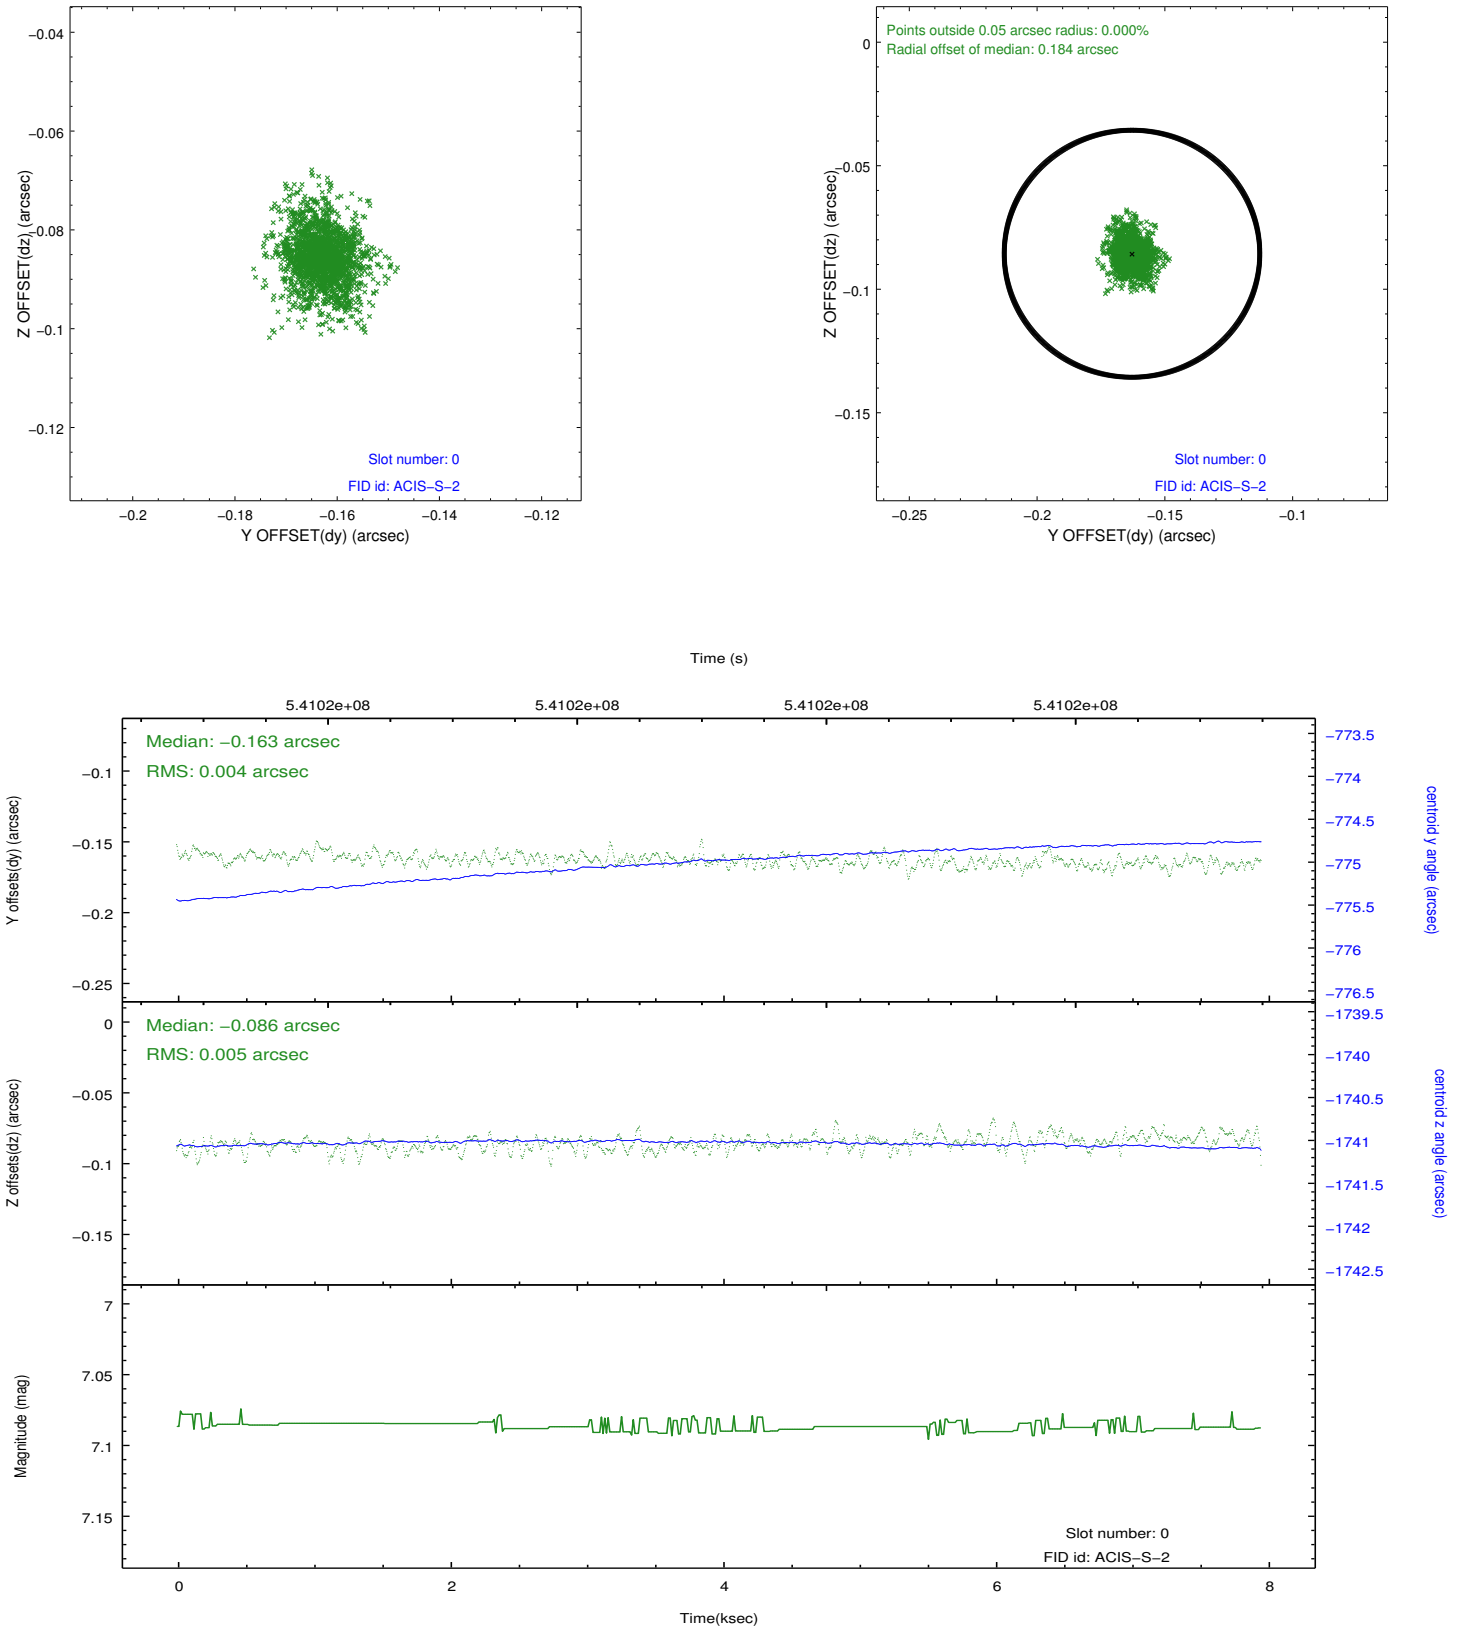 −0.04
−0.06
−0.08
−0.1
−0.12
Z OFFSET(dz) (arcsec)
Slot number: 0
FID id: ACIS−S−2
−0.2
−0.18
−0.16
−0.14
−0.12
Y OFFSET(dy) (arcsec)
Points outside 0.05 arcsec radius: 0.000%
Radial offset of median: 0.184 arcsec
0
−0.05
−0.1
−0.15
Z OFFSET(dz) (arcsec)
Slot number: 0
FID id: ACIS−S−2
−0.25
−0.2
−0.15
−0.1
Y OFFSET(dy) (arcsec)
Time (s)
5.4102e+08
5.4102e+08
5.4102e+08
5.4102e+08
Median: −0.163 arcsec
RMS: 0.004 arcsec
−0.1
−0.15
−0.2
−0.25
Y offsets(dy) (arcsec)
−773.5
−774
−774.5
−775
−775.5
−776
−776.5
centroid y angle (arcsec)
Median: −0.086 arcsec
RMS: 0.005 arcsec
0
−0.05
−0.1
−0.15
Z offsets(dz) (arcsec)
−1739.5
−1740
−1740.5
−1741
−1741.5
−1742
−1742.5
centroid z angle (arcsec)
7
7.05
7.1
7.15
Magnitude (mag)
Slot number: 0
FID id: ACIS−S−2
0
2
4
6
8
Time(ksec)